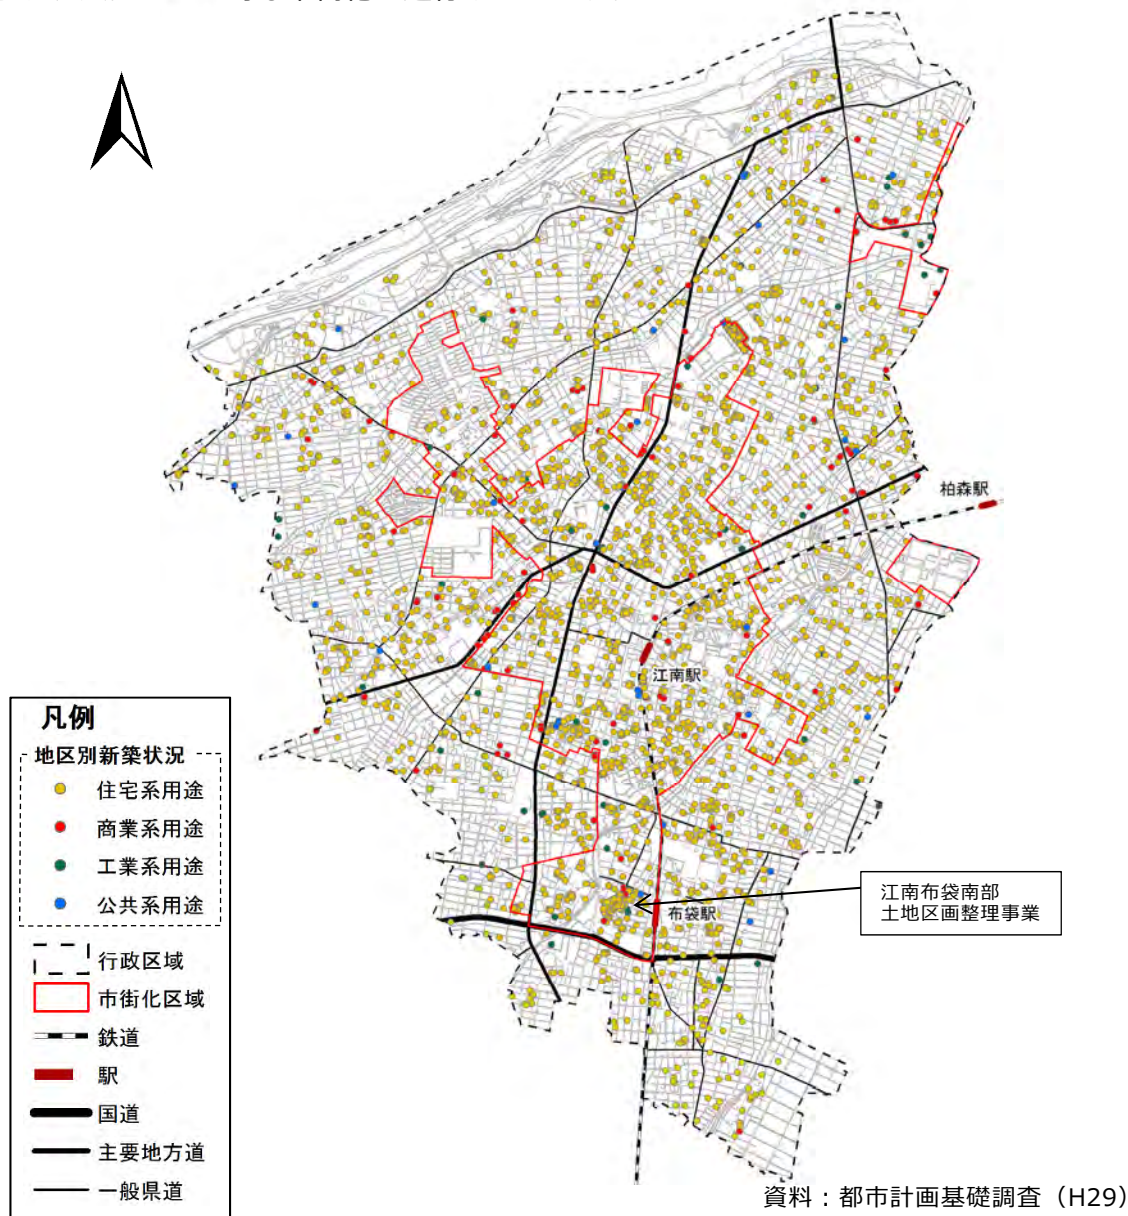 柏森駅
江南駅
布袋駅
江南布袋南部
土地区画整理事業
凡例
地区別新築状況
住宅系用途
商業系用途
工業系用途
公共系用途
行政区域
市街化区域
鉄道
駅
国道
主要地方道
一般県道
資料：都市計画基礎調査（H29）